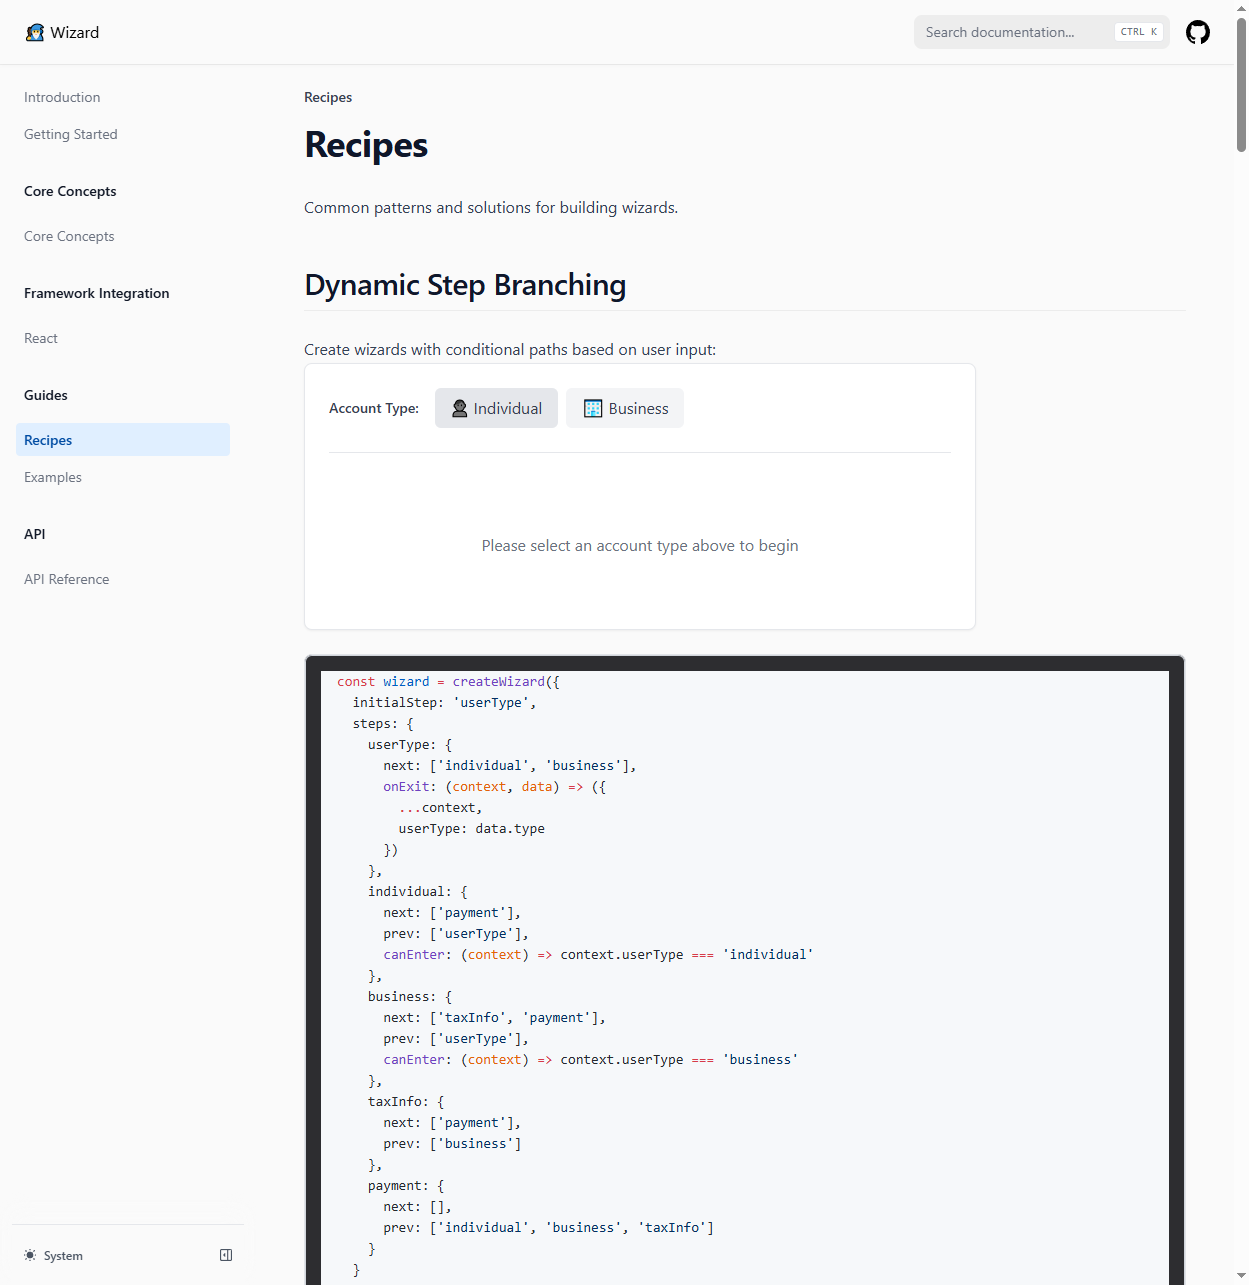 Wizard
Search documentation...
CTRL K
Introduction
Getting Started
Core Concepts
Core Concepts
Framework Integration
React
Guides
Recipes
Examples
API
API Reference
System
Recipes
Recipes
Common patterns and solutions for building wizards.
Dynamic Step Branching
Create wizards with conditional paths based on user input:
Account Type:
Individual
Business
Please select an account type above to begin
const wizard = createWizard({
  initialStep: 'userType',
  steps: {
    userType: {
      next: ['individual', 'business'],
      onExit: (context, data) => ({
        ...context,
        userType: data.type
      })
    },
    individual: {
      next: ['payment'],
      prev: ['userType'],
      canEnter: (context) => context.userType === 'individual'
    },
    business: {
      next: ['taxInfo', 'payment'],
      prev: ['userType'],
      canEnter: (context) => context.userType === 'business'
    },
    taxInfo: {
      next: ['payment'],
      prev: ['business']
    },
    payment: {
      next: [],
      prev: ['individual', 'business', 'taxInfo']
    }
  }